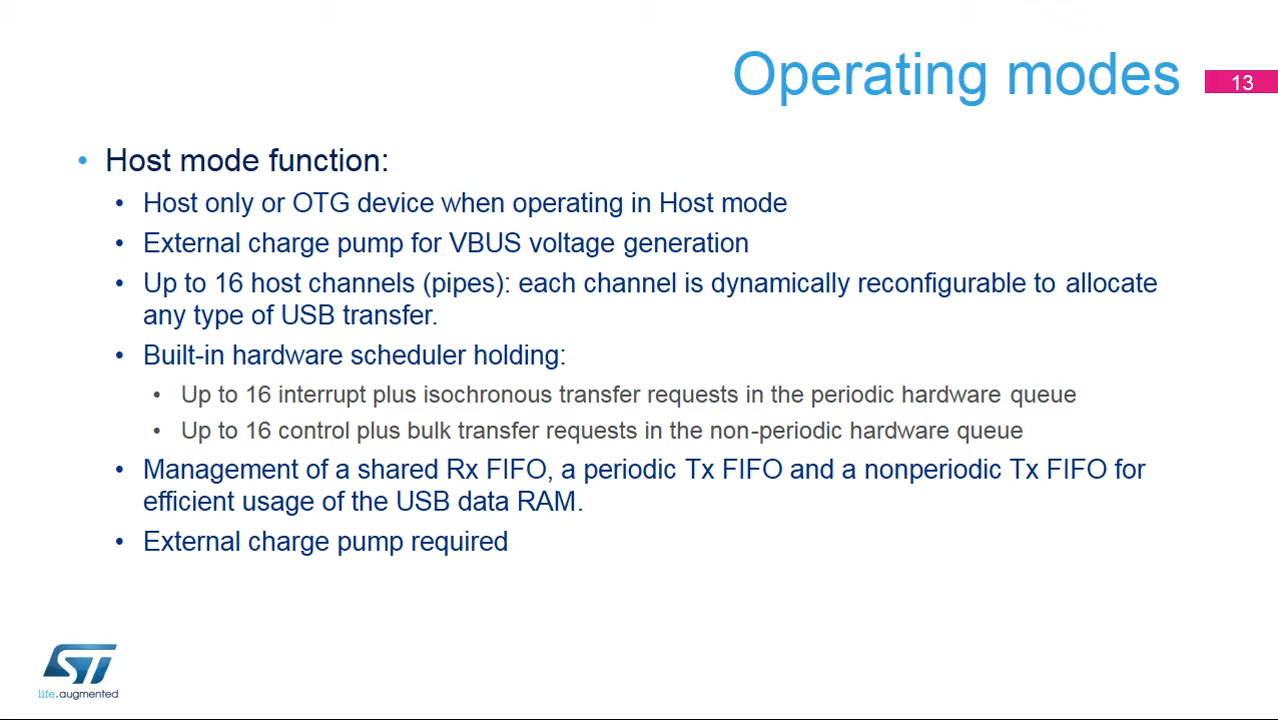 Operating modes
13
• Host mode function:
• Host only or OTG device when operating in Host mode
• External charge pump for VBUS voltage generation
• Up to 16 host channels (pipes): each channel is dynamically reconfigurable to allocate
any type of USB transfer.
• Built-in hardware scheduler holding:
• Up to 16 interrupt plus isochronous transfer requests in the periodic hardware queue
• Up to 16 control plus bulk transfer requests in the non-periodic hardware queue
• Management of a shared Rx FIFO, a periodic Tx FIFO and a nonperiodic Tx FIFO for
efficient usage of the USB data RAM.
• External charge pump required
ST
life.augmented